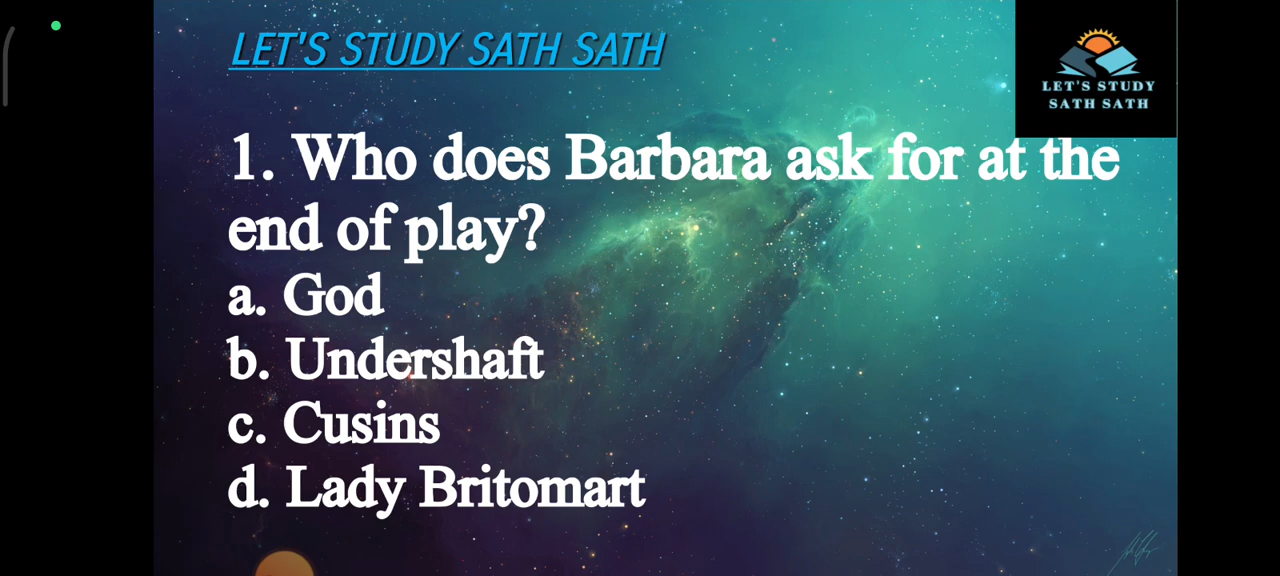 LET'S STUDY SATH SATH
LET'S STUDY
SATH SATH
1. Who does Barbara ask for at the
end of play?
a. God
b. Undershaft
c. Cusins
d. Lady Britomart